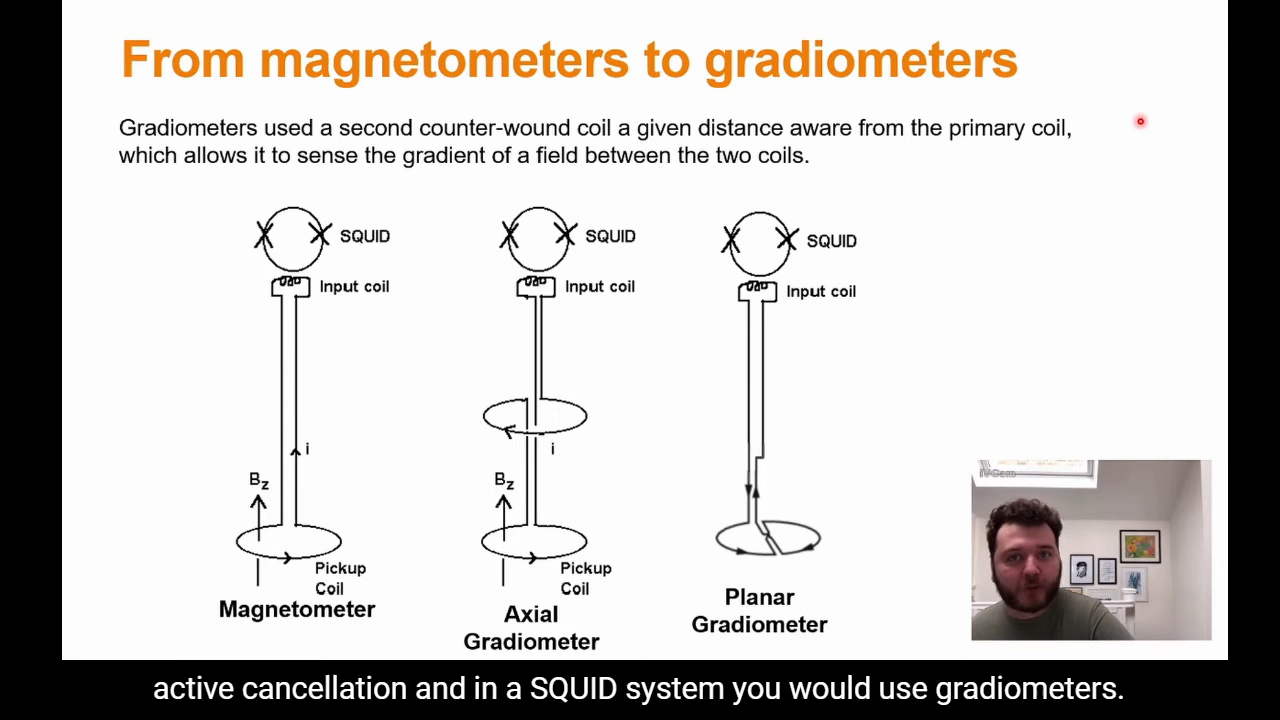 From magnetometers to gradiometers
Gradiometers used a second counter-wound coil a given distance aware from the primary coil,
which allows it to sense the gradient of a field between the two coils.
SQUID
Input coil
i
Bz
Pickup
Coil
Magnetometer
SQUID
Input coil
i
Bz
Pickup
Coil
Axial
Gradiometer
SQUID
Input coil
Planar
Gradiometer
active cancellation and in a SQUID system you would use gradiometers.